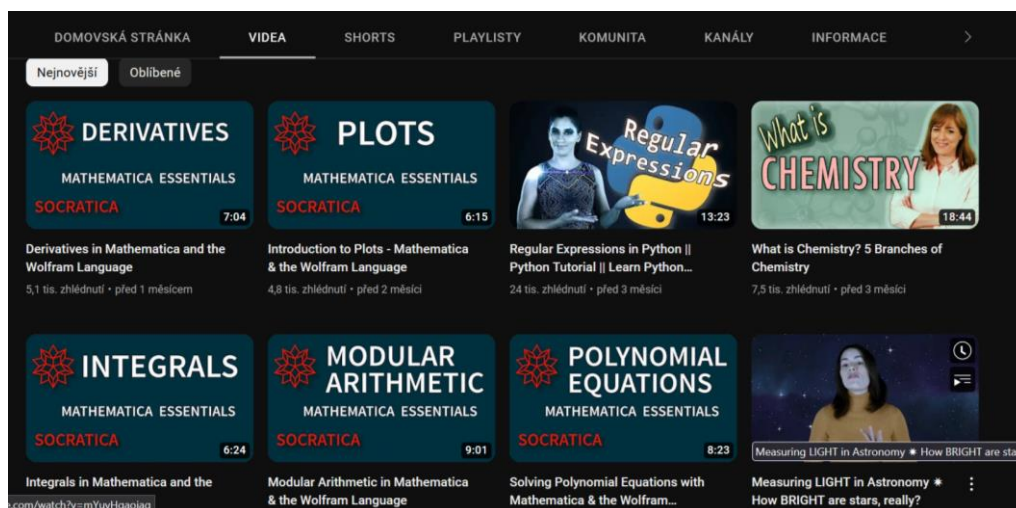 DOMOVSKÁ STRÁNKA VIDEA SHORTS PLAYLISTY KOMUNITA KANÁLY INFORMACE
Nejnovější Oblíbené
DERIVATIVES
MATHEMATICA ESSENTIALS
SOCRATICA
7:04
Derivatives in Mathematica and the
Wolfram Language
5,1 tis. zhlédnutí • před 1 měsícem
PLOTS
MATHEMATICA ESSENTIALS
SOCRATICA
6:15
Introduction to Plots - Mathematica
& the Wolfram Language
4,8 tis. zhlédnutí • před 2 měsíci
Regular
Expressions
13:23
Regular Expressions in Python ||
Python Tutorial || Learn Python...
24 tis. zhlédnutí • před 3 měsíci
What is
CHEMISTRY
18:44
What is Chemistry? 5 Branches of
Chemistry
7,5 tis. zhlédnutí • před 3 měsíci
INTEGRALS
MATHEMATICA ESSENTIALS
SOCRATICA
6:24
Integrals in Mathematica and the
MODULAR
ARITHMETIC
MATHEMATICA ESSENTIALS
SOCRATICA
9:01
Modular Arithmetic in Mathematica
& the Wolfram Language
POLYNOMIAL
EQUATIONS
MATHEMATICA ESSENTIALS
SOCRATICA
8:23
Solving Polynomial Equations with
Mathematica & the Wolfram...
Measuring LIGHT in Astronomy ✷ How BRIGHT are sta
Measuring LIGHT in Astronomy ✷
How BRIGHT are stars, really?